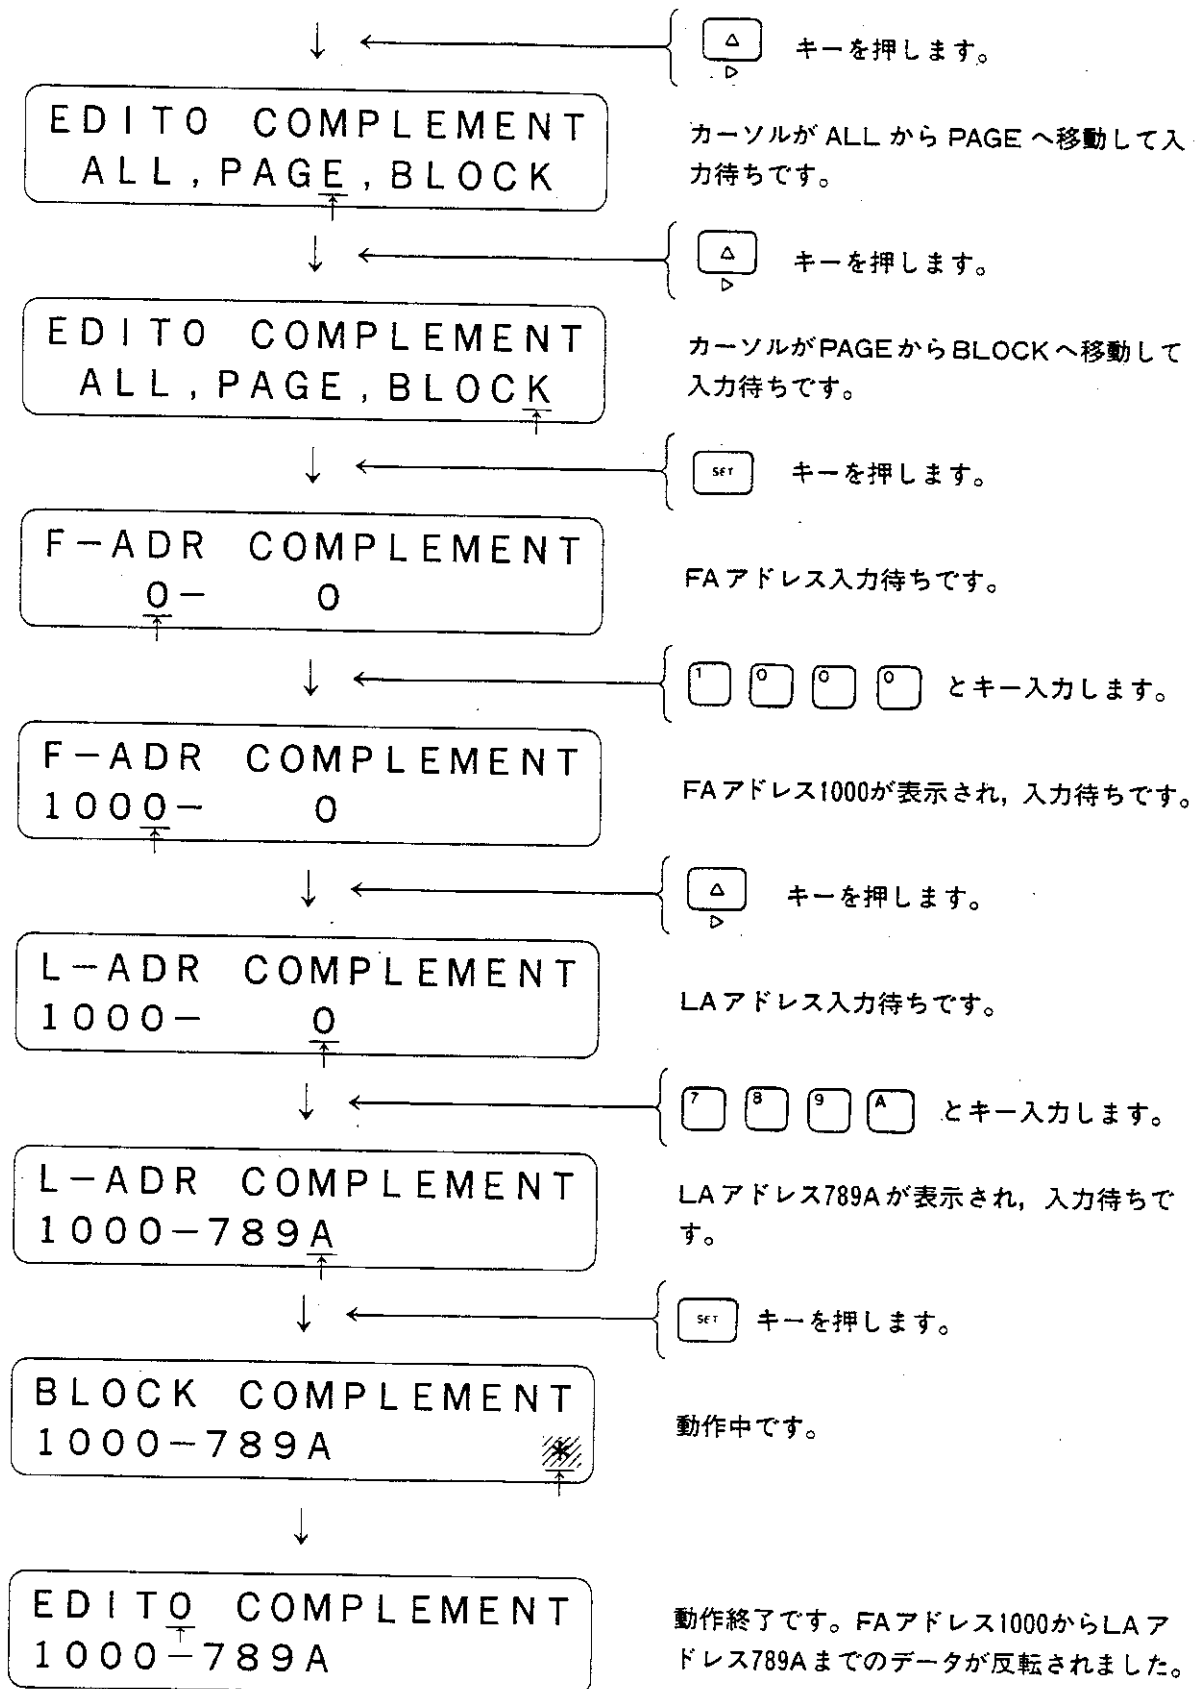 △
▷
キーを押します。
EDIT0 COMPLEMENT
ALL,PAGE,BLOCK
カーソルが ALL から PAGE へ移動して入
力待ちです。
△
▷
キーを押します。
EDIT0 COMPLEMENT
ALL,PAGE,BLOCK
カーソルがPAGEからBLOCKへ移動して
入力待ちです。
SET キーを押します。
F-ADR COMPLEMENT
0- 0
FAアドレス入力待ちです。
1 0 0 0 とキー入力します。
F-ADR COMPLEMENT
1000- 0
FAアドレス1000が表示され,入力待ちです。
△
▷
キーを押します。
L-ADR COMPLEMENT
1000- 0
LAアドレス入力待ちです。
7 8 9 A とキー入力します。
L-ADR COMPLEMENT
1000-789A
LAアドレス789Aが表示され,入力待ちで
す。
SET キーを押します。
BLOCK COMPLEMENT
1000-789A *
動作中です。
EDIT0 COMPLEMENT
1000-789A
動作終了です。FAアドレス1000からLAア
ドレス789Aまでのデータが反転されました。